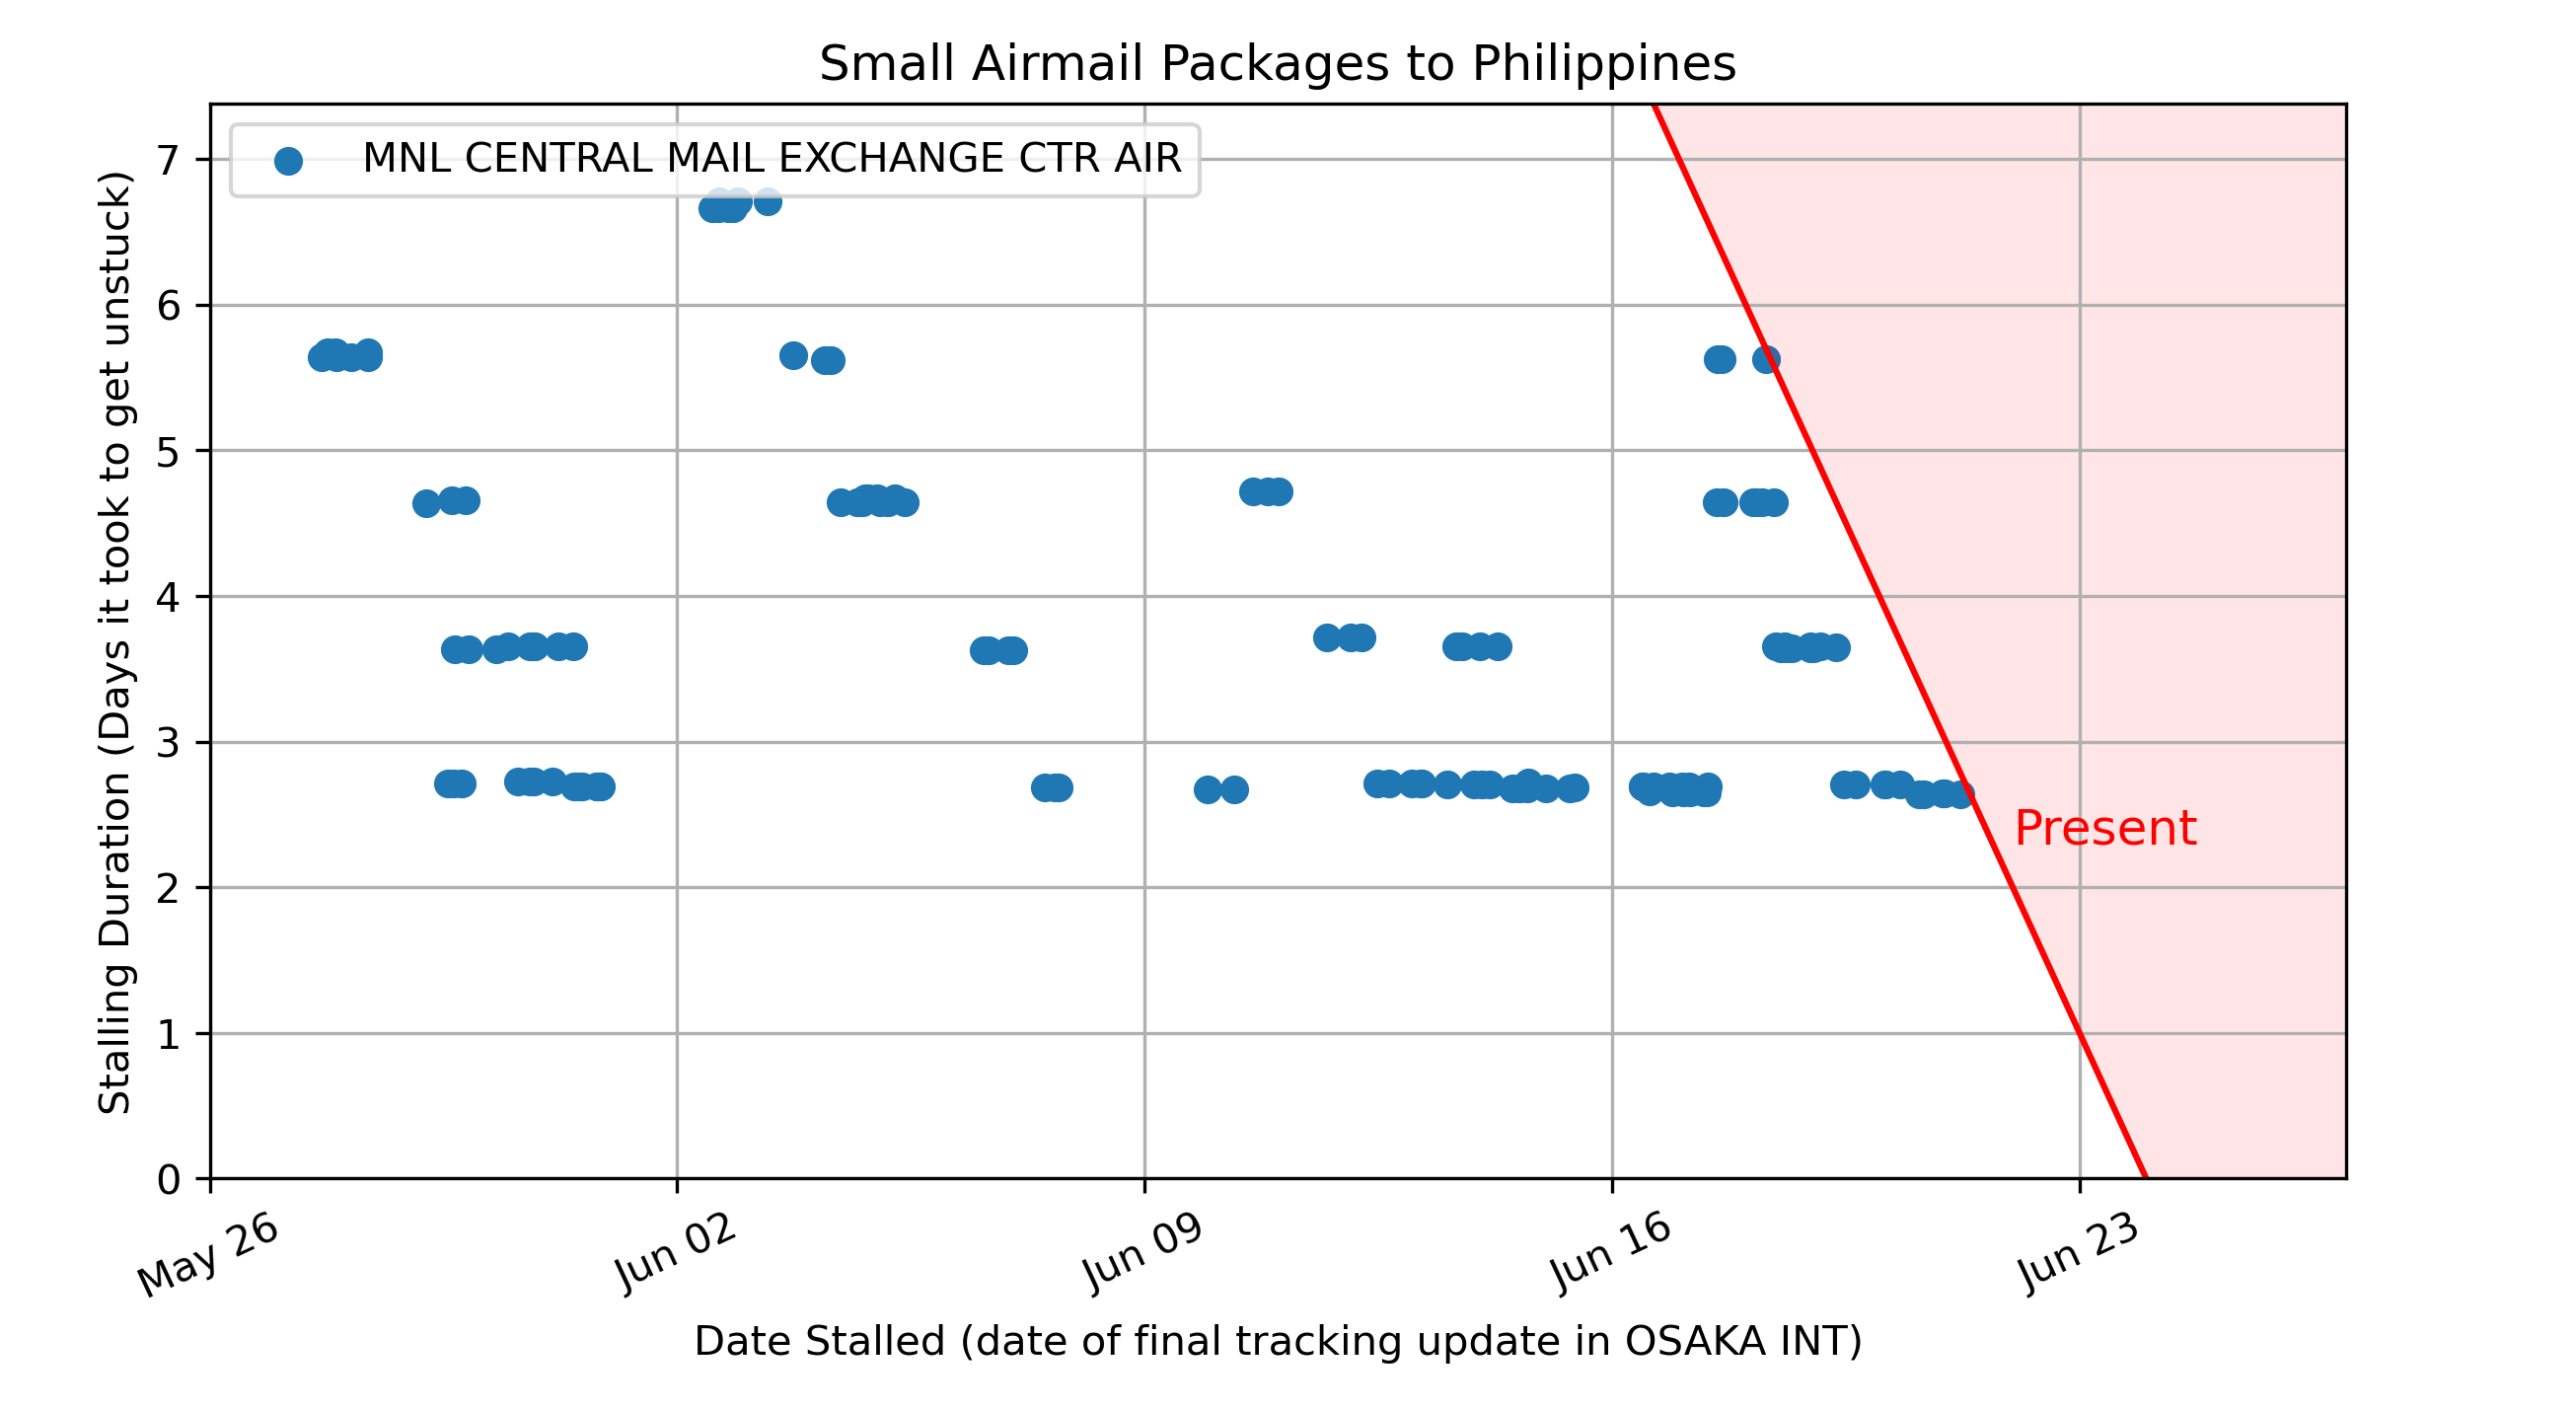 Small Airmail Packages to Philippines
MNL CENTRAL MAIL EXCHANGE CTR AIR
Stalling Duration (Days it took to get unstuck)
7
6
5
4
3
2
1
0
Present
May 26
Jun 02
Jun 09
Jun 16
Jun 23
Date Stalled (date of final tracking update in OSAKA INT)